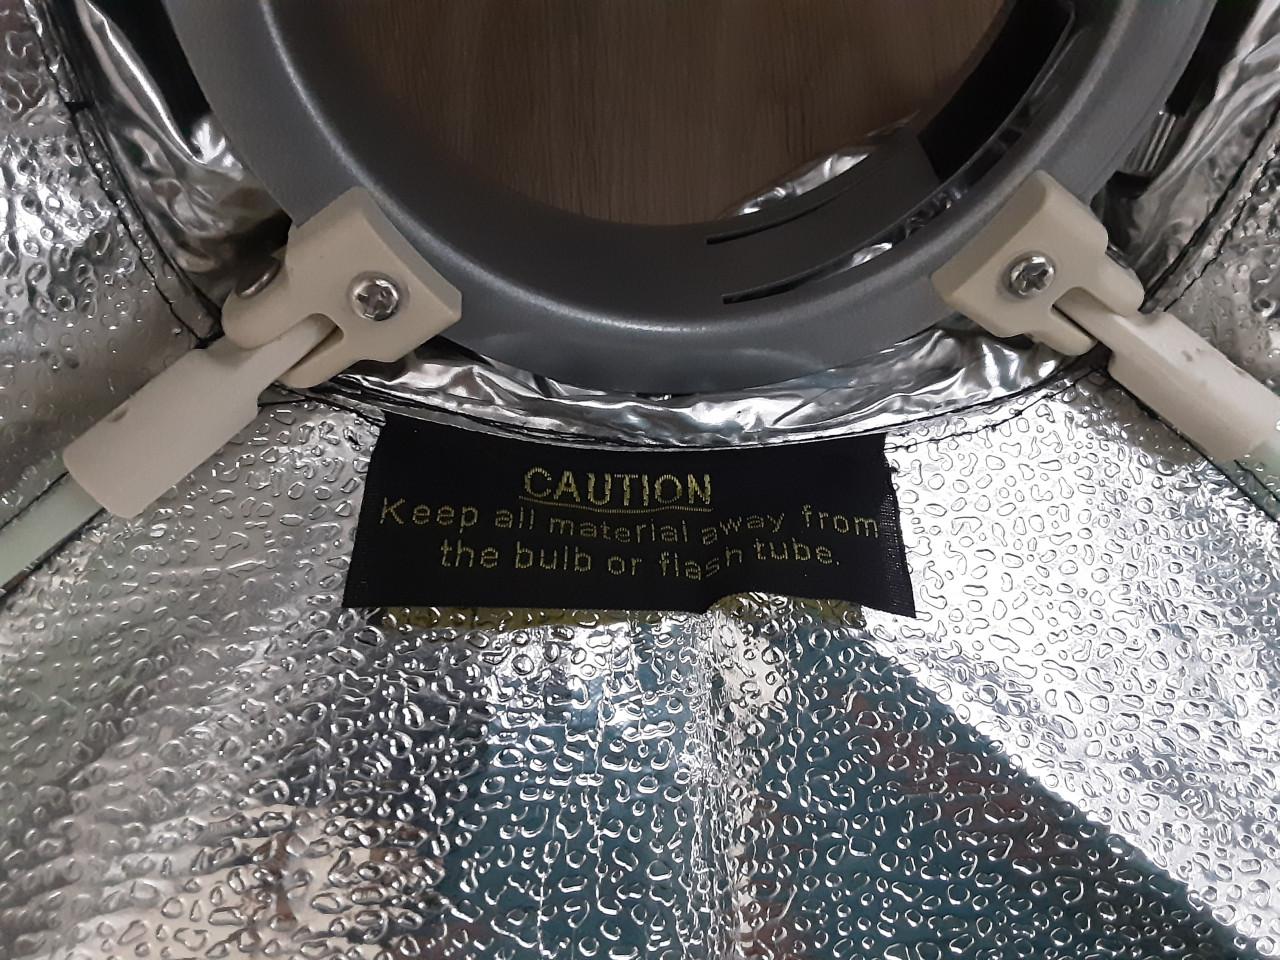 CAUTION
Keep all material away from
the bulb or flash tube.